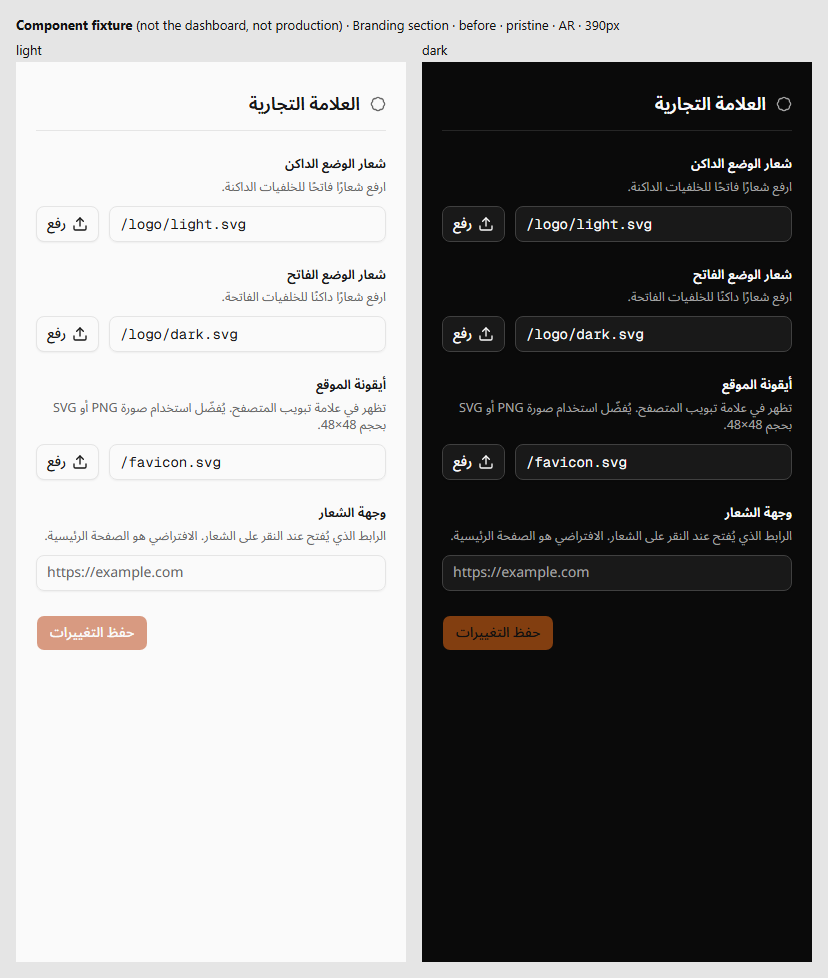 Component fixture (not the dashboard, not production) · Branding section · before · pristine · AR · 390px
light
العلامة التجارية
شعار الوضع الداكن
ارفع شعارًا فاتحًا للخلفيات الداكنة.
/logo/light.svg
رفع
شعار الوضع الفاتح
ارفع شعارًا داكنًا للخلفيات الفاتحة.
/logo/dark.svg
رفع
أيقونة الموقع
تظهر في علامة تبويب المتصفح. يُفضّل استخدام صورة PNG أو SVG
بحجم 48×48.
/favicon.svg
رفع
وجهة الشعار
الرابط الذي يُفتح عند النقر على الشعار. الافتراضي هو الصفحة الرئيسية.
https://example.com
حفظ التغييرات
dark
العلامة التجارية
شعار الوضع الداكن
ارفع شعارًا فاتحًا للخلفيات الداكنة.
/logo/light.svg
رفع
شعار الوضع الفاتح
ارفع شعارًا داكنًا للخلفيات الفاتحة.
/logo/dark.svg
رفع
أيقونة الموقع
تظهر في علامة تبويب المتصفح. يُفضّل استخدام صورة PNG أو SVG
بحجم 48×48.
/favicon.svg
رفع
وجهة الشعار
الرابط الذي يُفتح عند النقر على الشعار. الافتراضي هو الصفحة الرئيسية.
https://example.com
حفظ التغييرات